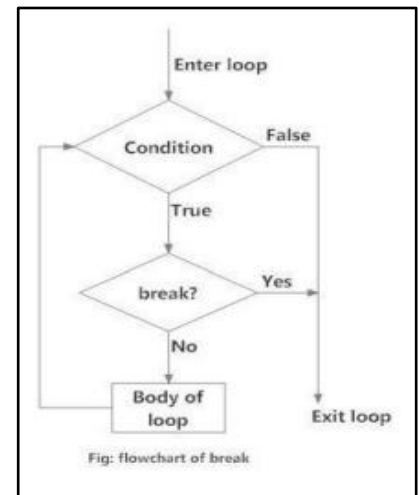 Enter loop
Condition
False
True
break?
Yes
No
Body of
loop
Exit loop
Fig: flowchart of break